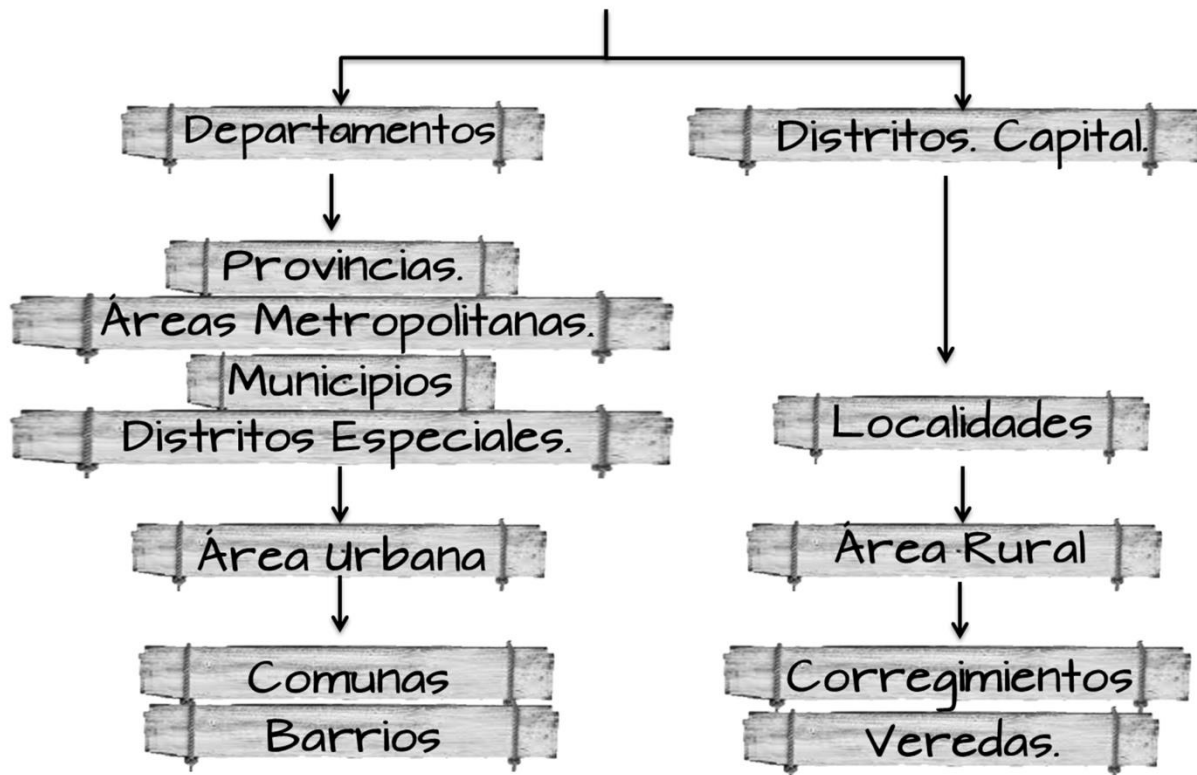 Departamentos
Distritos. Capital.
Provincias.
Áreas Metropolitanas.
Municipios
Distritos Especiales.
Localidades
Área Urbana
Área Rural
Comunas
Barrios
Corregimientos
Veredas.